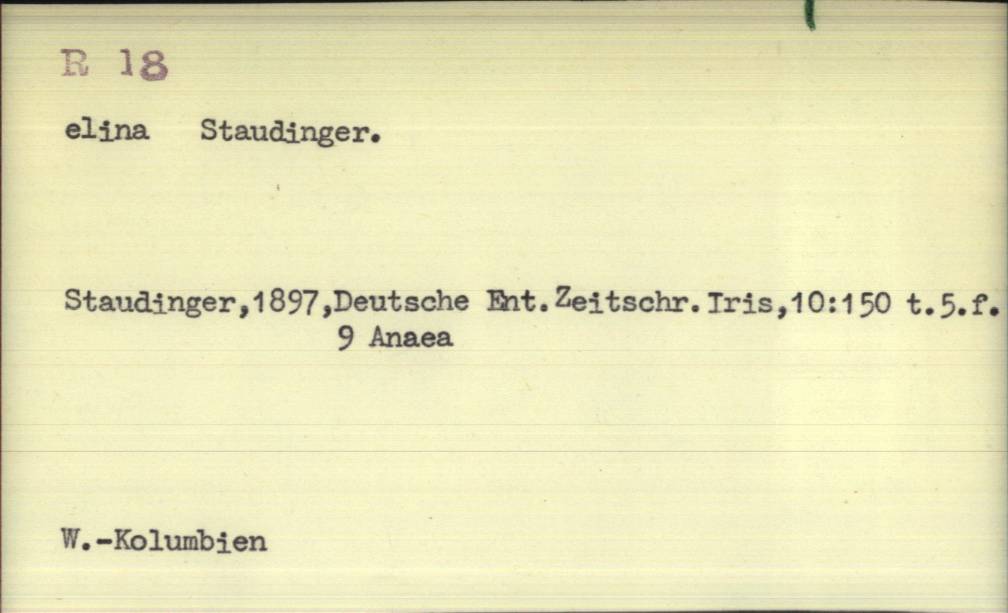 R 18
elina Staudinger.
Staudinger,1897,Deutsche Ent.Zeitschr.Iris,10:150 t.5.f.
9 Anaea
W.-Kolumbien